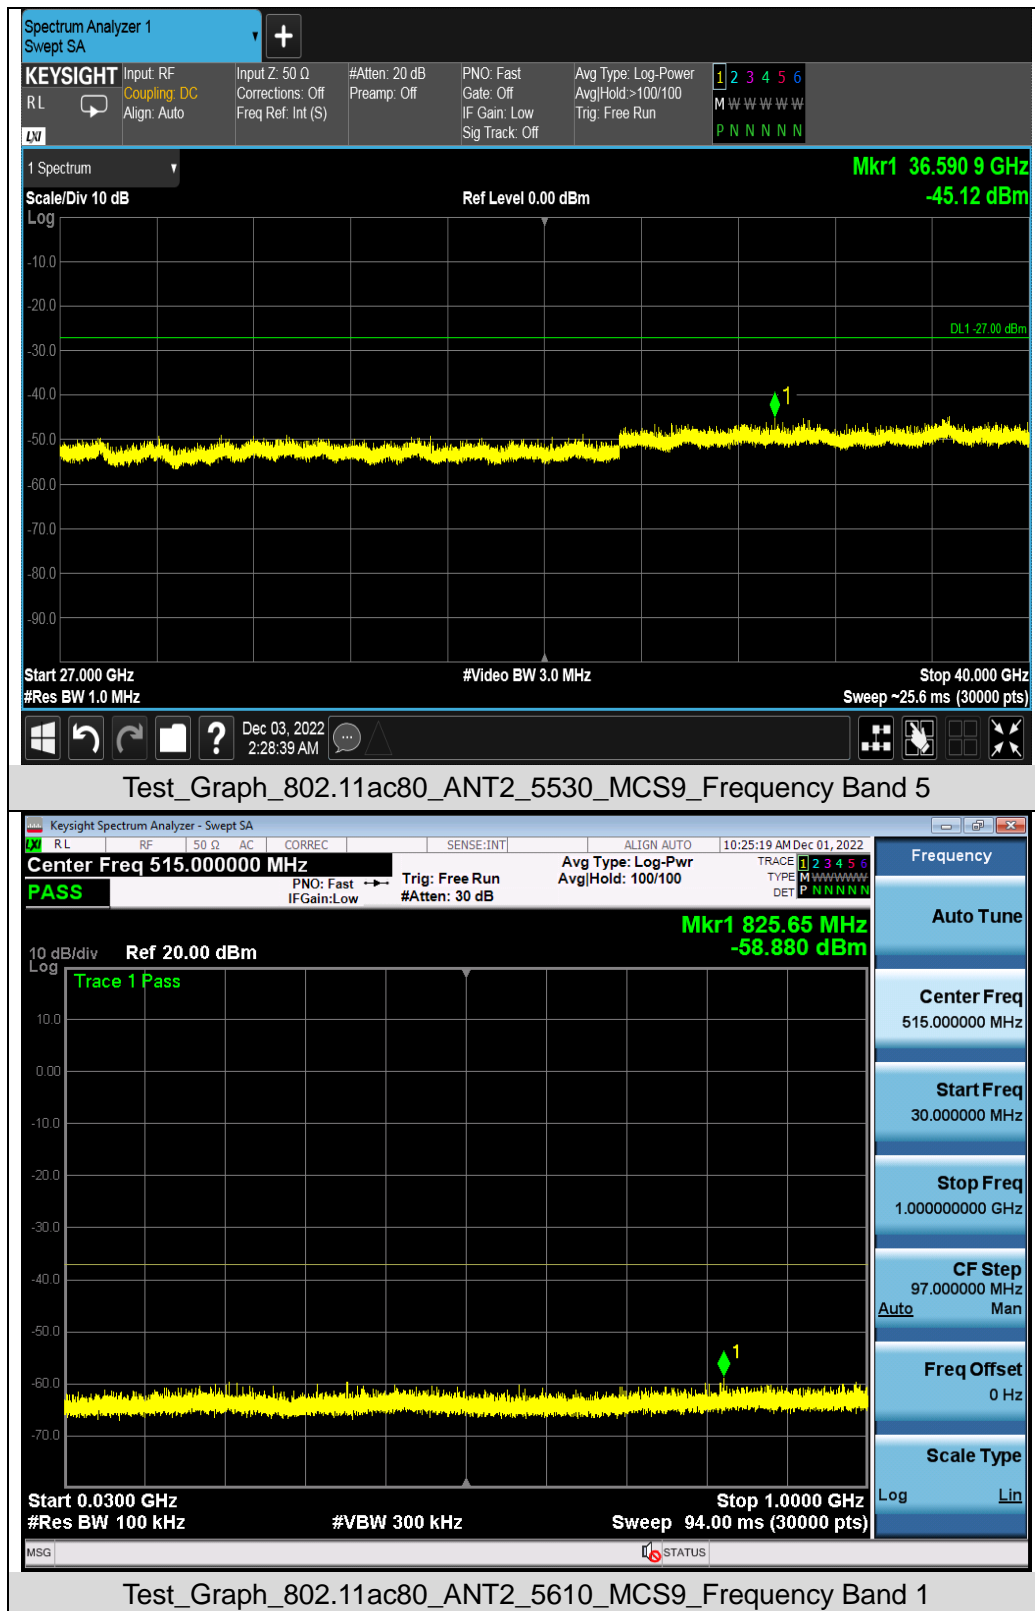 Spectrum Analyzer 1
Swept SA
KEYSIGHT
R L
LXI
Input: RF
Coupling: DC
Align: Auto
Input Z: 50 Ω
Corrections: Off
Freq Ref: Int (S)
#Atten: 20 dB
Preamp: Off
PNO: Fast
Gate: Off
IF Gain: Low
Sig Track: Off
Avg Type: Log-Power
Avg|Hold:>100/100
Trig: Free Run
1 2 3 4 5 6
M W W W W W
P N N N N N
1 Spectrum
Mkr1 36.590 9 GHz
-45.12 dBm
Scale/Div 10 dB
Ref Level 0.00 dBm
Log
-10.0
-20.0
DL1 -27.00 dBm
-30.0
-40.0
1
-50.0
-60.0
-70.0
-80.0
-90.0
Start 27.000 GHz
#Video BW 3.0 MHz
Stop 40.000 GHz
#Res BW 1.0 MHz
Sweep ~25.6 ms (30000 pts)
?
Dec 03, 2022
2:28:39 AM
Test_Graph_802.11ac80_ANT2_5530_MCS9_Frequency Band 5
Keysight Spectrum Analyzer - Swept SA
LXI RL RF 50 Ω AC CORREC SENSE:INT ALIGN AUTO 10:25:19 AM Dec 01, 2022
Center Freq 515.000000 MHz
PASS
PNO: Fast
IFGain:Low
Trig: Free Run
#Atten: 30 dB
Avg Type: Log-Pwr
Avg|Hold: 100/100
TRACE 1 2 3 4 5 6
TYPE M W W W W W
DET P N N N N N
Mkr1 825.65 MHz
-58.880 dBm
10 dB/div
Ref 20.00 dBm
Log
Trace 1 Pass
10.0
0.00
-10.0
-20.0
-30.0
-40.0
-50.0
1
-60.0
-70.0
Start 0.0300 GHz
Stop 1.0000 GHz
#Res BW 100 kHz
#VBW 300 kHz
Sweep 94.00 ms (30000 pts)
MSG
STATUS
Frequency
Auto Tune
Center Freq
515.000000 MHz
Start Freq
30.000000 MHz
Stop Freq
1.000000000 GHz
CF Step
97.000000 MHz
Auto Man
Freq Offset
0 Hz
Scale Type
Log Lin
Test_Graph_802.11ac80_ANT2_5610_MCS9_Frequency Band 1